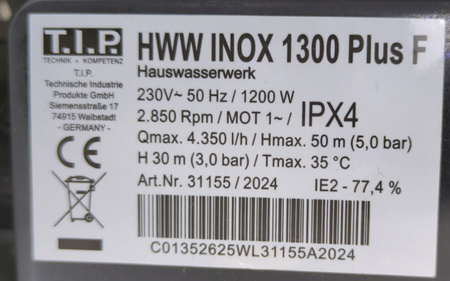 T.I.P.
TECHNIK + KOMPETENZ
T.I.P.
Technische Industrie
Produkte GmbH
Siemensstraße 17
74915 Waibstadt
- GERMANY -
HWW INOX 1300 Plus F
Hauswasserwerk
230V~ 50 Hz / 1200 W
2.850 Rpm / MOT 1~ / IPX4
Qmax. 4.350 l/h / Hmax. 50 m (5,0 bar)
H 30 m (3,0 bar) / Tmax. 35 °C
Art.Nr. 31155 / 2024 IE2 - 77,4 %
CE
C01352625WL31155A2024